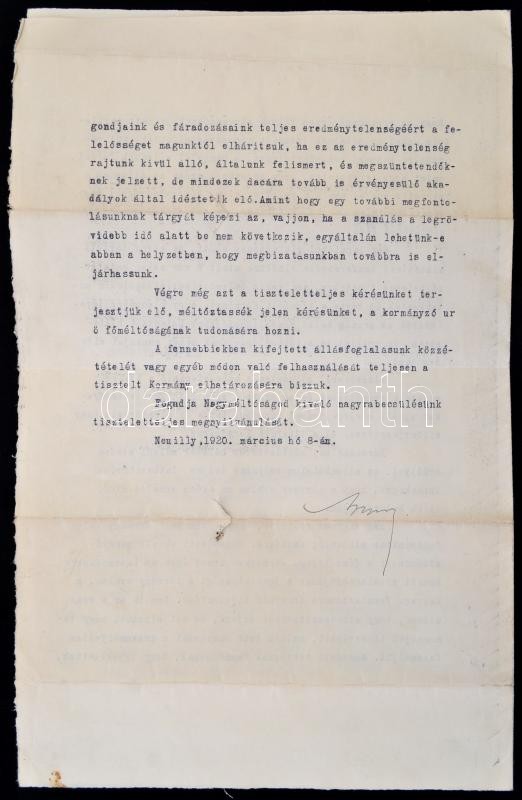 gondjaink és fáradozásaink teljes eredménytelenségéért a fe-
lelősséget magunktól elháritsuk, ha ez az eredménytelenség
rajtunk kivül álló, általunk felismert, és megszüntetendők-
nek jelzett, de mindezek dacára tovább is érvényesülő aka-
dályok által idéztetik elő.Amint hogy egy további megfonto-
lásunknak tárgyát képezi az, vajjon, ha a szanálás a legrö-
videbb idő alatt be nem következik, egyáltalán lehetünk-e
abban a helyzetben, hogy megbizatásunkban továbbra is el-
járhassunk.
Végre még azt a tiszteletteljes kérésünket ter-
jesztjük elő, méltóztassék jelen kérésünket, a kormányzó ur
ő főméltóságának tudomására hozni.
A fennebbiekben kifejtett állásfoglalásunk közzé-
tételét vagy egyéb módon való felhasználását teljesen a
tisztelt Kormány elhatározására bizzuk.
Fogadja Nagyméltóságod kiváló nagyrabecsülésünk
tiszteletteljes megnyilvánulását.
Neuilly,1920. március hó 8-án.
darabanth